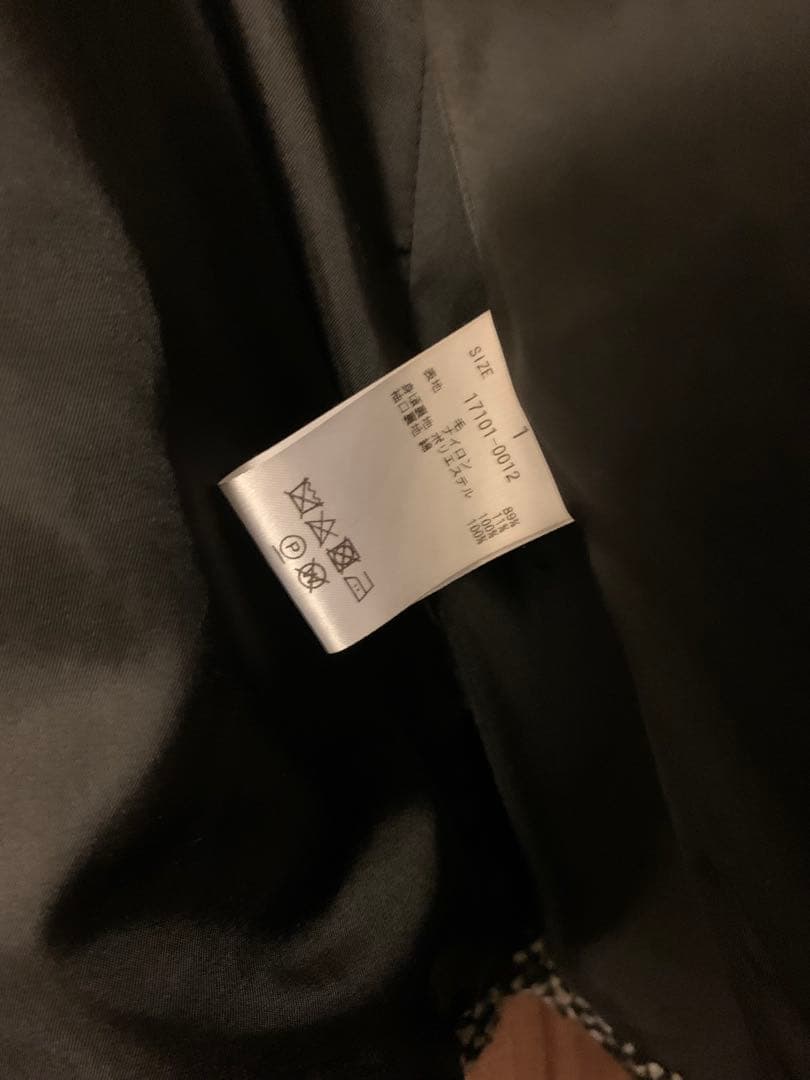 SIZE 1
17101-0012
表地 毛 89%
ナイロン 11%
身頃裏地 ポリエステル 100%
袖口裏地 綿 100%
P
W